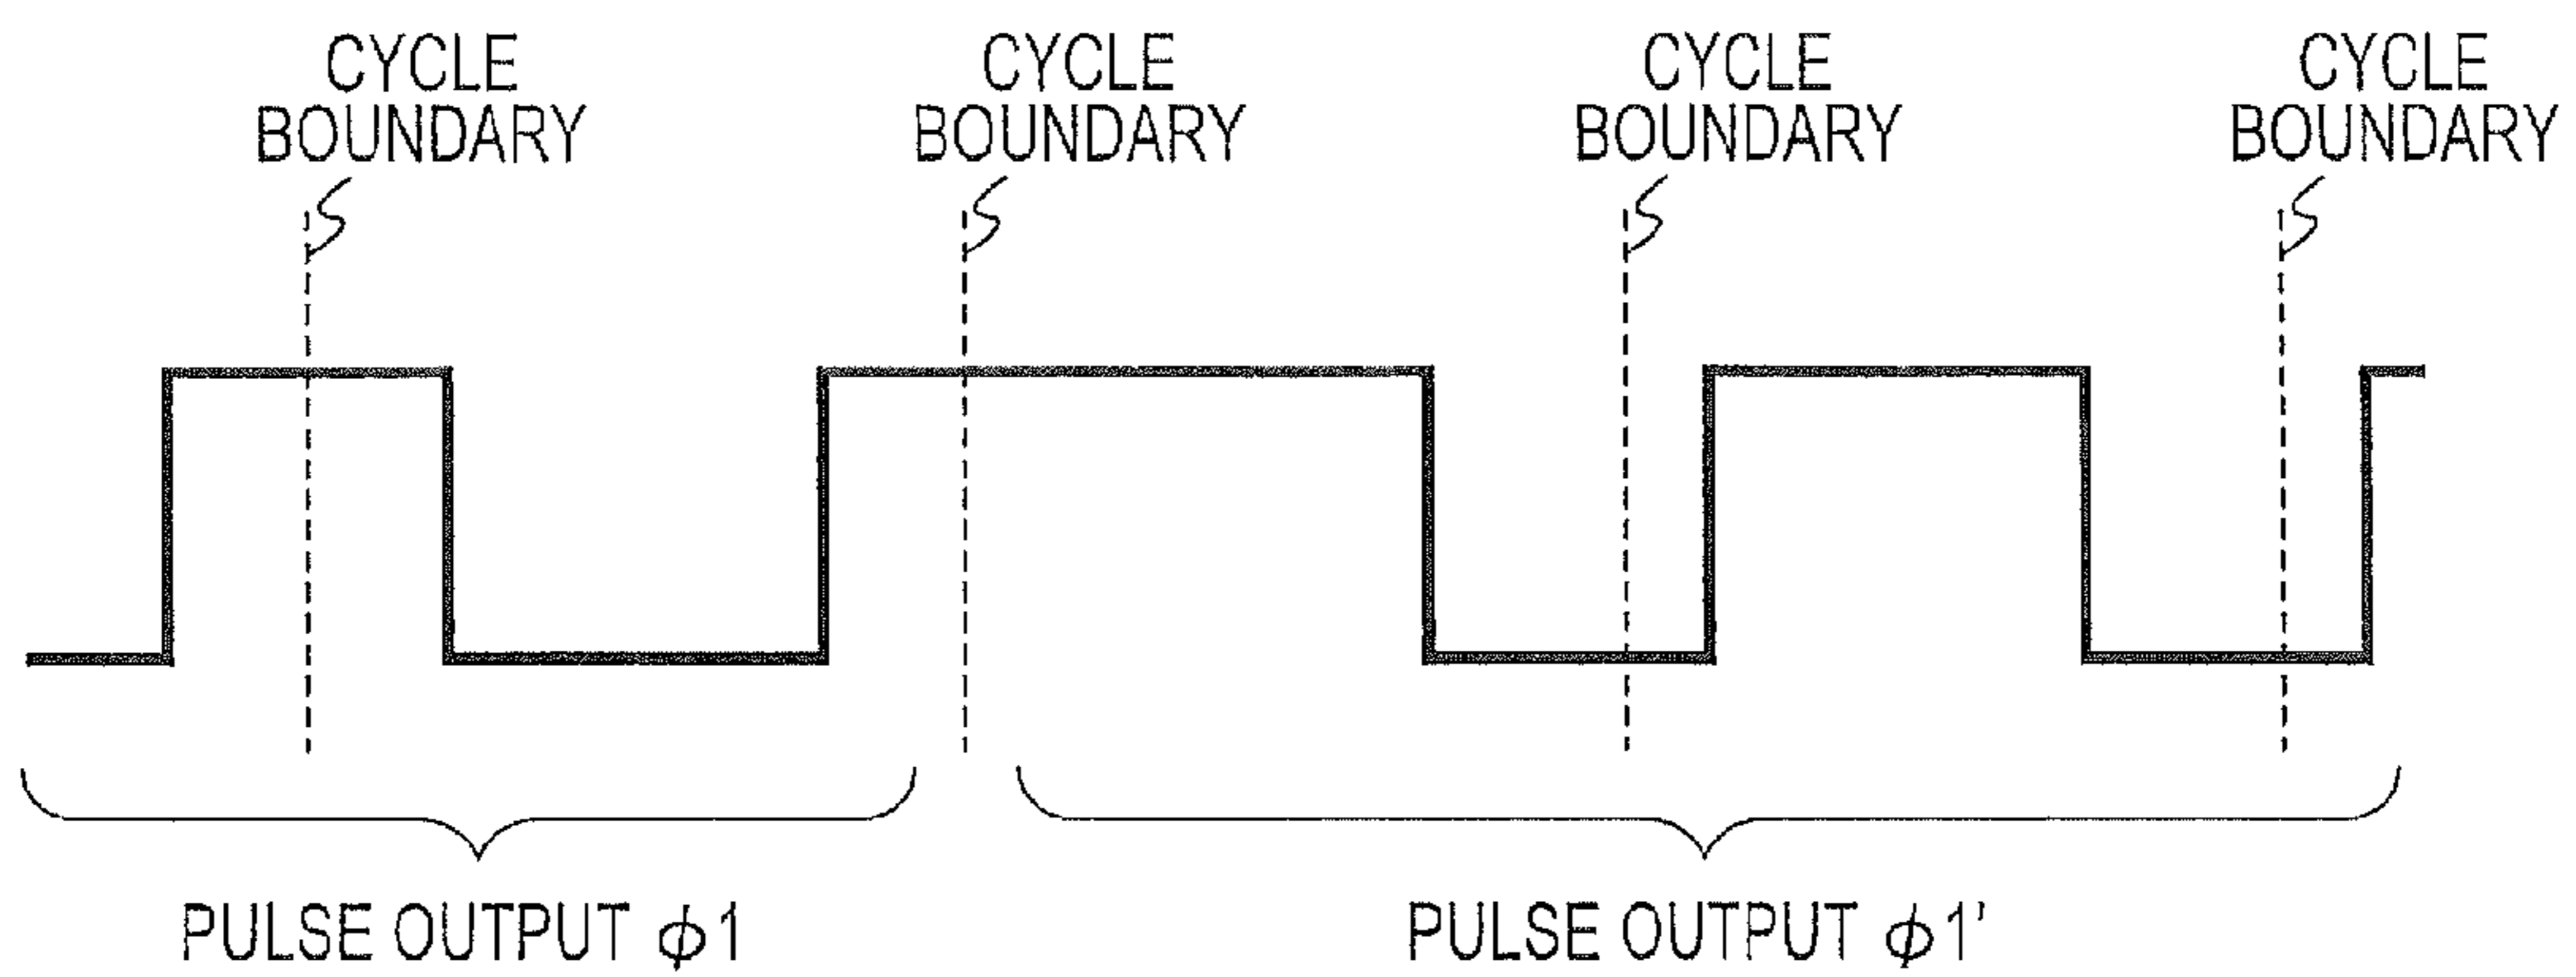 CYCLE
BOUNDARY
CYCLE
BOUNDARY
CYCLE
BOUNDARY
CYCLE
BOUNDARY
PULSE OUTPUT ϕ1
PULSE OUTPUT ϕ1'